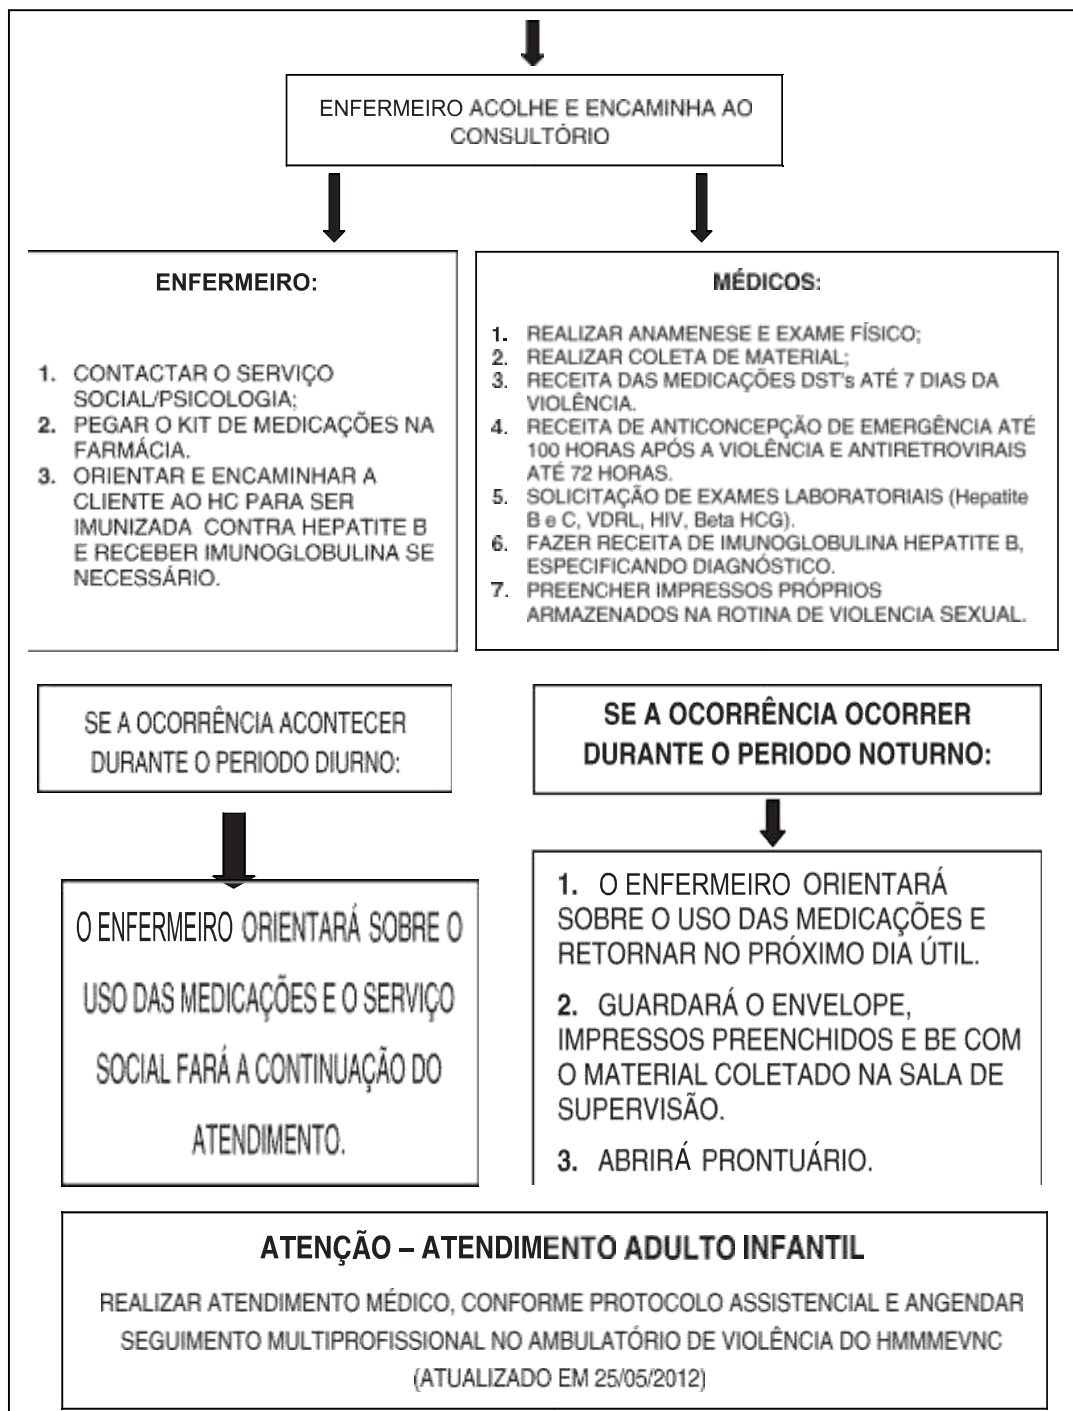 ENFERMEIRO ACOLHE E ENCAMINHA AO
CONSULTÓRIO
ENFERMEIRO:
1. CONTACTAR O SERVIÇO
SOCIAL/PSICOLOGIA;
2. PEGAR O KIT DE MEDICAÇÕES NA
FARMÁCIA.
3. ORIENTAR E ENCAMINHAR A
CLIENTE AO HC PARA SER
IMUNIZADA CONTRA HEPATITE B
E RECEBER IMUNOGLOBULINA SE
NECESSÁRIO.
MÉDICOS:
1. REALIZAR ANAMENESE E EXAME FÍSICO;
2. REALIZAR COLETA DE MATERIAL;
3. RECEITA DAS MEDICAÇÕES DST's ATÉ 7 DIAS DA
VIOLÊNCIA.
4. RECEITA DE ANTICONCEPÇÃO DE EMERGÊNCIA ATÉ
100 HORAS APÓS A VIOLÊNCIA E ANTIRETROVIRAIS
ATÉ 72 HORAS.
5. SOLICITAÇÃO DE EXAMES LABORATORIAIS (Hepatite
B e C, VDRL, HIV, Beta HCG).
6. FAZER RECEITA DE IMUNOGLOBULINA HEPATITE B,
ESPECIFICANDO DIAGNÓSTICO.
7. PREENCHER IMPRESSOS PRÓPRIOS
ARMAZENADOS NA ROTINA DE VIOLENCIA SEXUAL.
SE A OCORRÊNCIA ACONTECER
DURANTE O PERIODO DIURNO:
O ENFERMEIRO ORIENTARÁ SOBRE O
USO DAS MEDICAÇÕES E O SERVIÇO
SOCIAL FARÁ A CONTINUAÇÃO DO
ATENDIMENTO.
SE A OCORRÊNCIA OCORRER
DURANTE O PERIODO NOTURNO:
1. O ENFERMEIRO ORIENTARÁ
SOBRE O USO DAS MEDICAÇÕES E
RETORNAR NO PRÓXIMO DIA ÚTIL.
2. GUARDARÁ O ENVELOPE,
IMPRESSOS PREENCHIDOS E BE COM
O MATERIAL COLETADO NA SALA DE
SUPERVISÃO.
3. ABRIRÁ PRONTUÁRIO.
ATENÇÃO – ATENDIMENTO ADULTO INFANTIL
REALIZAR ATENDIMENTO MÉDICO, CONFORME PROTOCOLO ASSISTENCIAL E ANGENDAR
SEGUIMENTO MULTIPROFISSIONAL NO AMBULATÓRIO DE VIOLÊNCIA DO HMMMEVNC
(ATUALIZADO EM 25/05/2012)